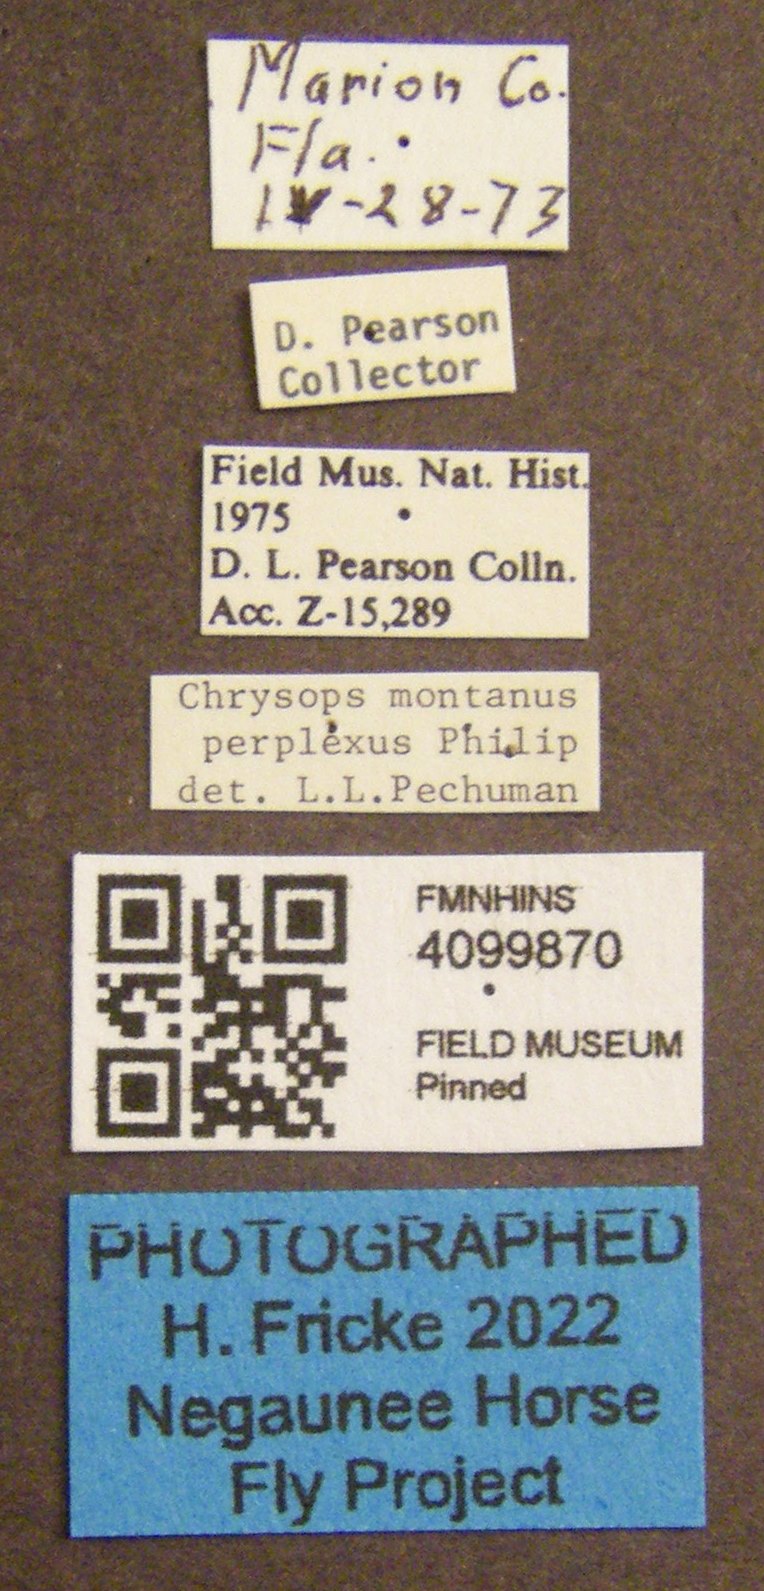 Marion Co.
Fla.
IV-28-73
D. Pearson
Collector
Field Mus. Nat. Hist.
1975
D. L. Pearson Colln.
Acc. Z-15,289
Chrysops montanus
perplexus Philip
det. L.L.Pechuman
FMNHINS
4099870
FIELD MUSEUM
Pinned
PHOTOGRAPHED
H. Fricke 2022
Negaunee Horse
Fly Project